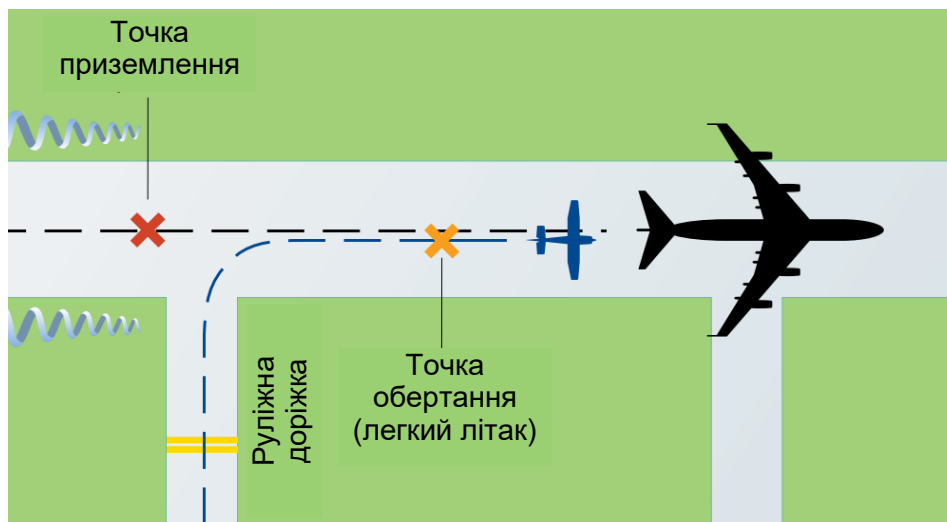 Точка
приземлення
Точка
обертання
(легкий літак)
Руліжна
доріжка